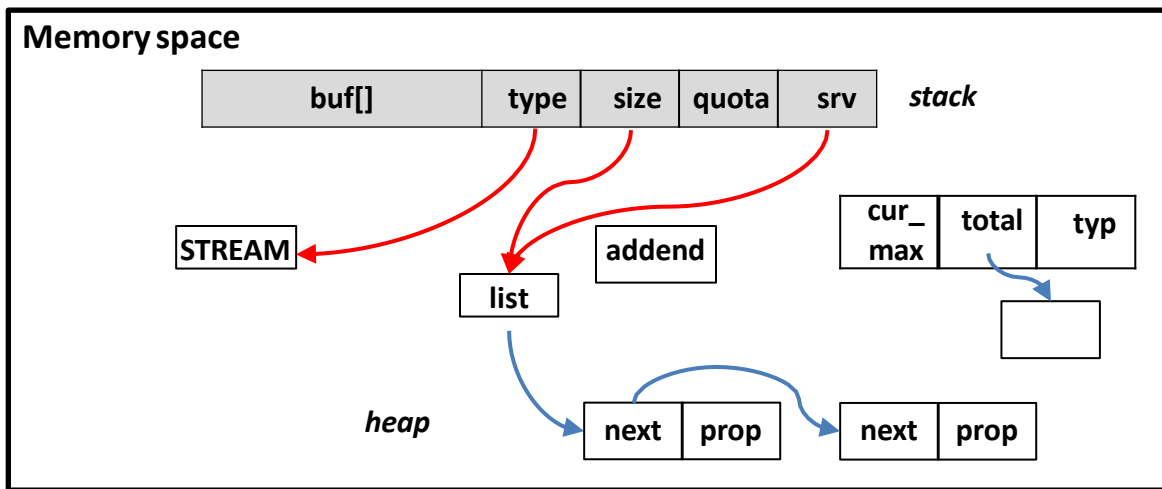 Memory space
buf[] type size quota srv stack
cur_
max total typ
STREAM addend
list
heap next prop next prop